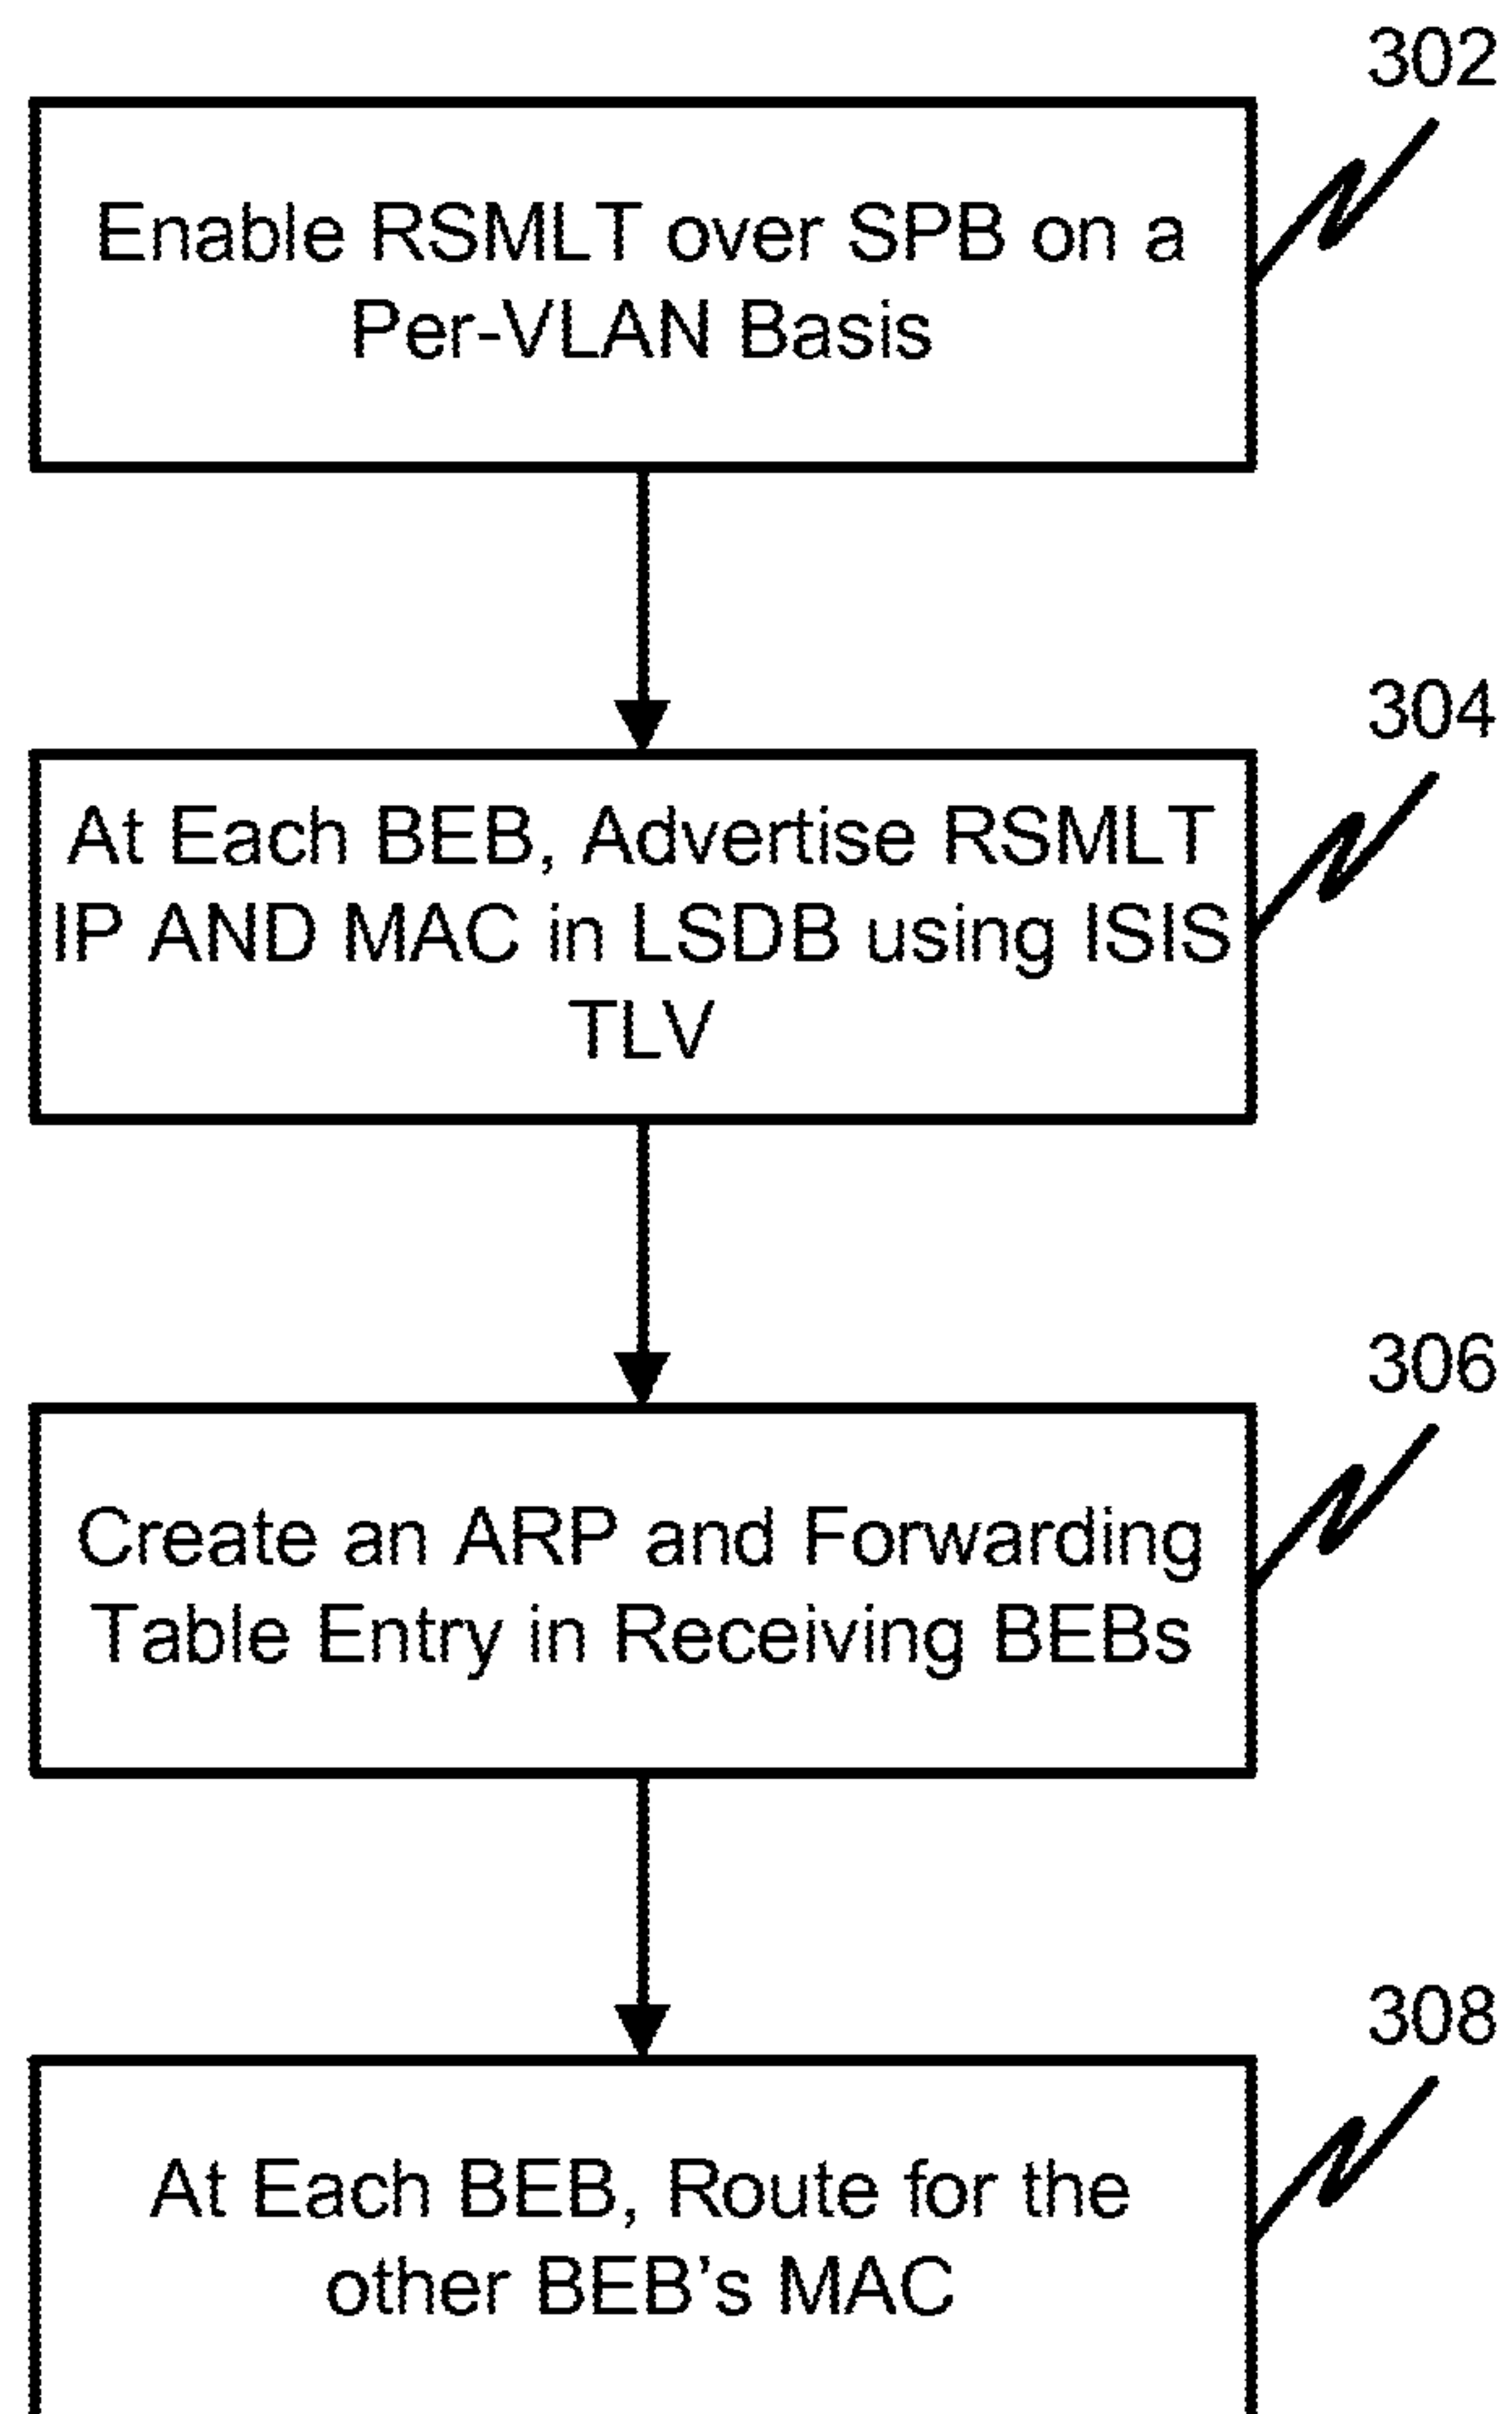 302
Enable RSMLT over SPB on a
Per-VLAN Basis
304
At Each BEB, Advertise RSMLT
IP AND MAC in LSDB using ISIS
TLV
306
Create an ARP and Forwarding
Table Entry in Receiving BEBs
308
At Each BEB, Route for the
other BEB's MAC